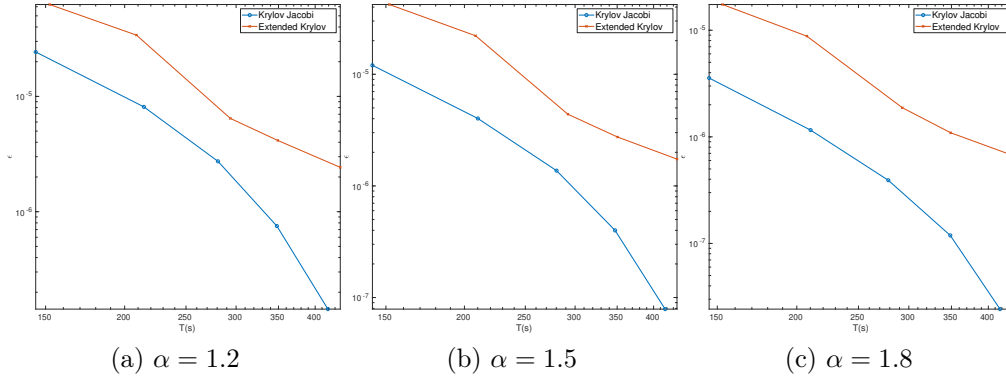 Krylov Jacobi
Extended Krylov
10^-5
10^-6
ϵ
150 200 250 300 350 400
T(s)
(a) α = 1.2
Krylov Jacobi
Extended Krylov
10^-5
10^-6
10^-7
ϵ
150 200 250 300 350 400
T(s)
(b) α = 1.5
Krylov Jacobi
Extended Krylov
10^-5
10^-6
10^-7
ϵ
150 200 250 300 350 400
T(s)
(c) α = 1.8